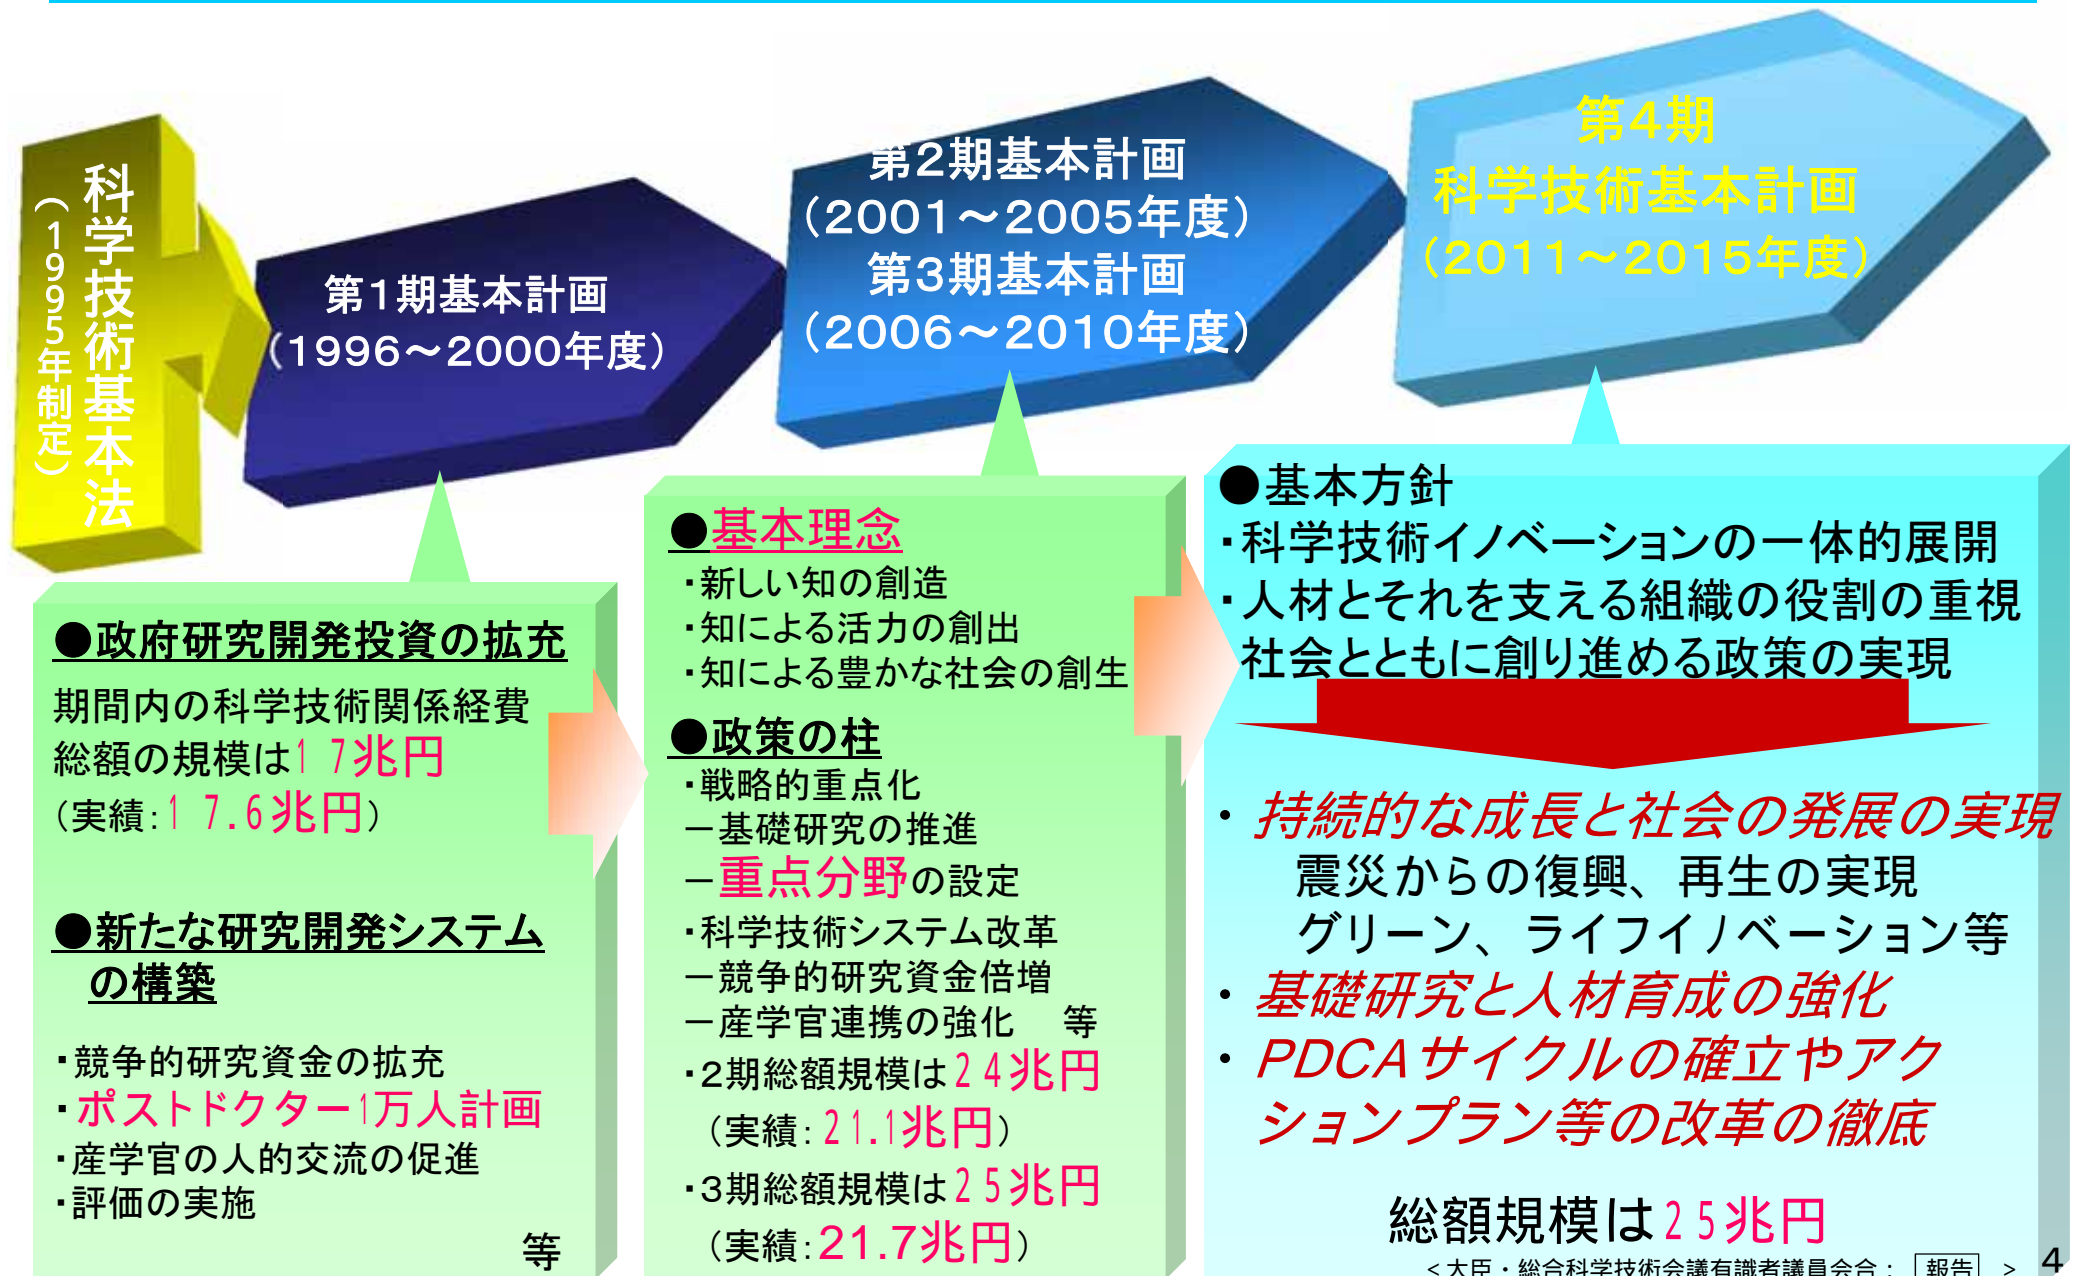 科学技術基本法
（1995年制定）
第1期基本計画
（1996～2000年度）
第2期基本計画
（2001～2005年度）
第3期基本計画
（2006～2010年度）
第4期
科学技術基本計画
（2011～2015年度）
●政府研究開発投資の拡充
期間内の科学技術関係経費
総額の規模は17兆円
（実績：17.6兆円）
●新たな研究開発システム
の構築
・競争的研究資金の拡充
・ポストドクター1万人計画
・産学官の人的交流の促進
・評価の実施
等
●基本理念
・新しい知の創造
・知による活力の創出
・知による豊かな社会の創生
●政策の柱
・戦略的重点化
－基礎研究の推進
－重点分野の設定
・科学技術システム改革
－競争的研究資金倍増
－産学官連携の強化　等
・2期総額規模は24兆円
（実績：21.1兆円）
・3期総額規模は25兆円
（実績：21.7兆円）
●基本方針
・科学技術イノベーションの一体的展開
・人材とそれを支える組織の役割の重視
社会とともに創り進める政策の実現
・持続的な成長と社会の発展の実現
震災からの復興、再生の実現
グリーン、ライフイノベーション等
・基礎研究と人材育成の強化
・PDCAサイクルの確立やアク
ションプラン等の改革の徹底
総額規模は25兆円
＜大臣・総合科学技術会議有識者議員会合：報告＞
4